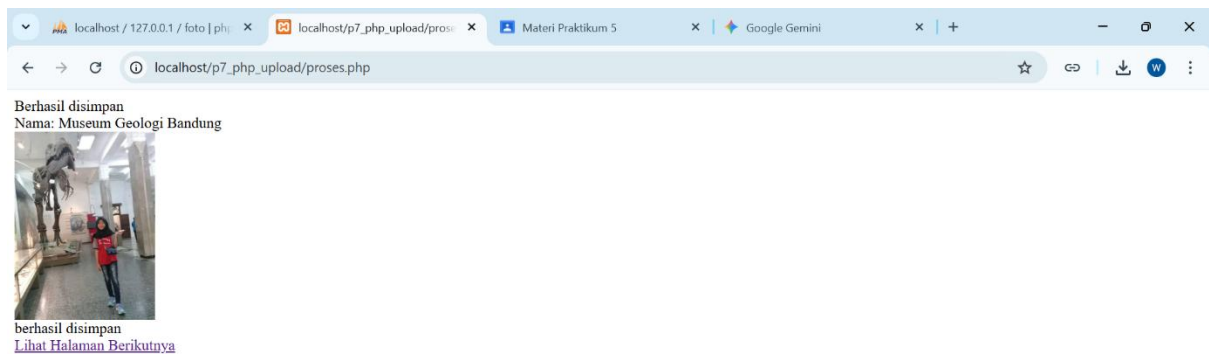 localhost / 127.0.0.1 / foto | php
localhost/p7_php_upload/prose
Materi Praktikum 5
Google Gemini
localhost/p7_php_upload/proses.php
W
Berhasil disimpan
Nama: Museum Geologi Bandung
berhasil disimpan
Lihat Halaman Berikutnya